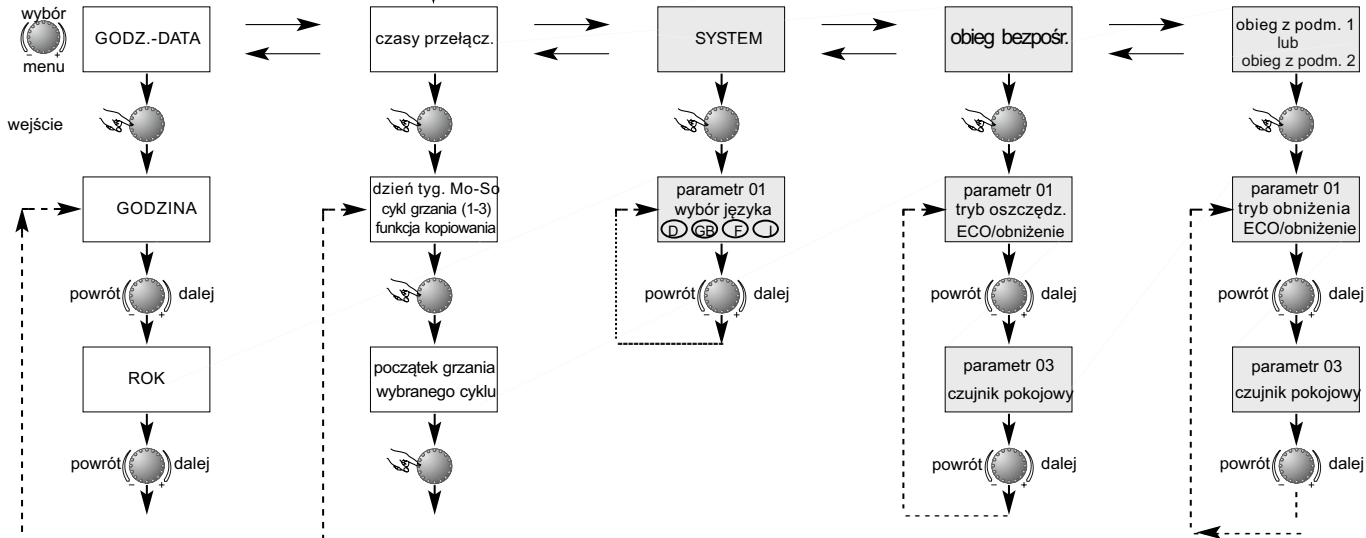 wybór
menu
GODZ.-DATA
czasy przełącz.
SYSTEM
obieg bezpośr.
obieg z podm. 1
lub
obieg z podm. 2
wejście
GODZINA
dzień tyg. Mo-So
cykl grzania (1-3)
funkcja kopiowania
parametr 01
wybór języka
D GB F I
parametr 01
tryb oszczędz.
ECO/obniżenie
parametr 01
tryb obniżenia
ECO/obniżenie
powrót dalej
powrót dalej
powrót dalej
powrót dalej
ROK
początek grzania
wybranego cyklu
parametr 03
czujnik pokojowy
parametr 03
czujnik pokojowy
powrót dalej
powrót dalej
powrót dalej